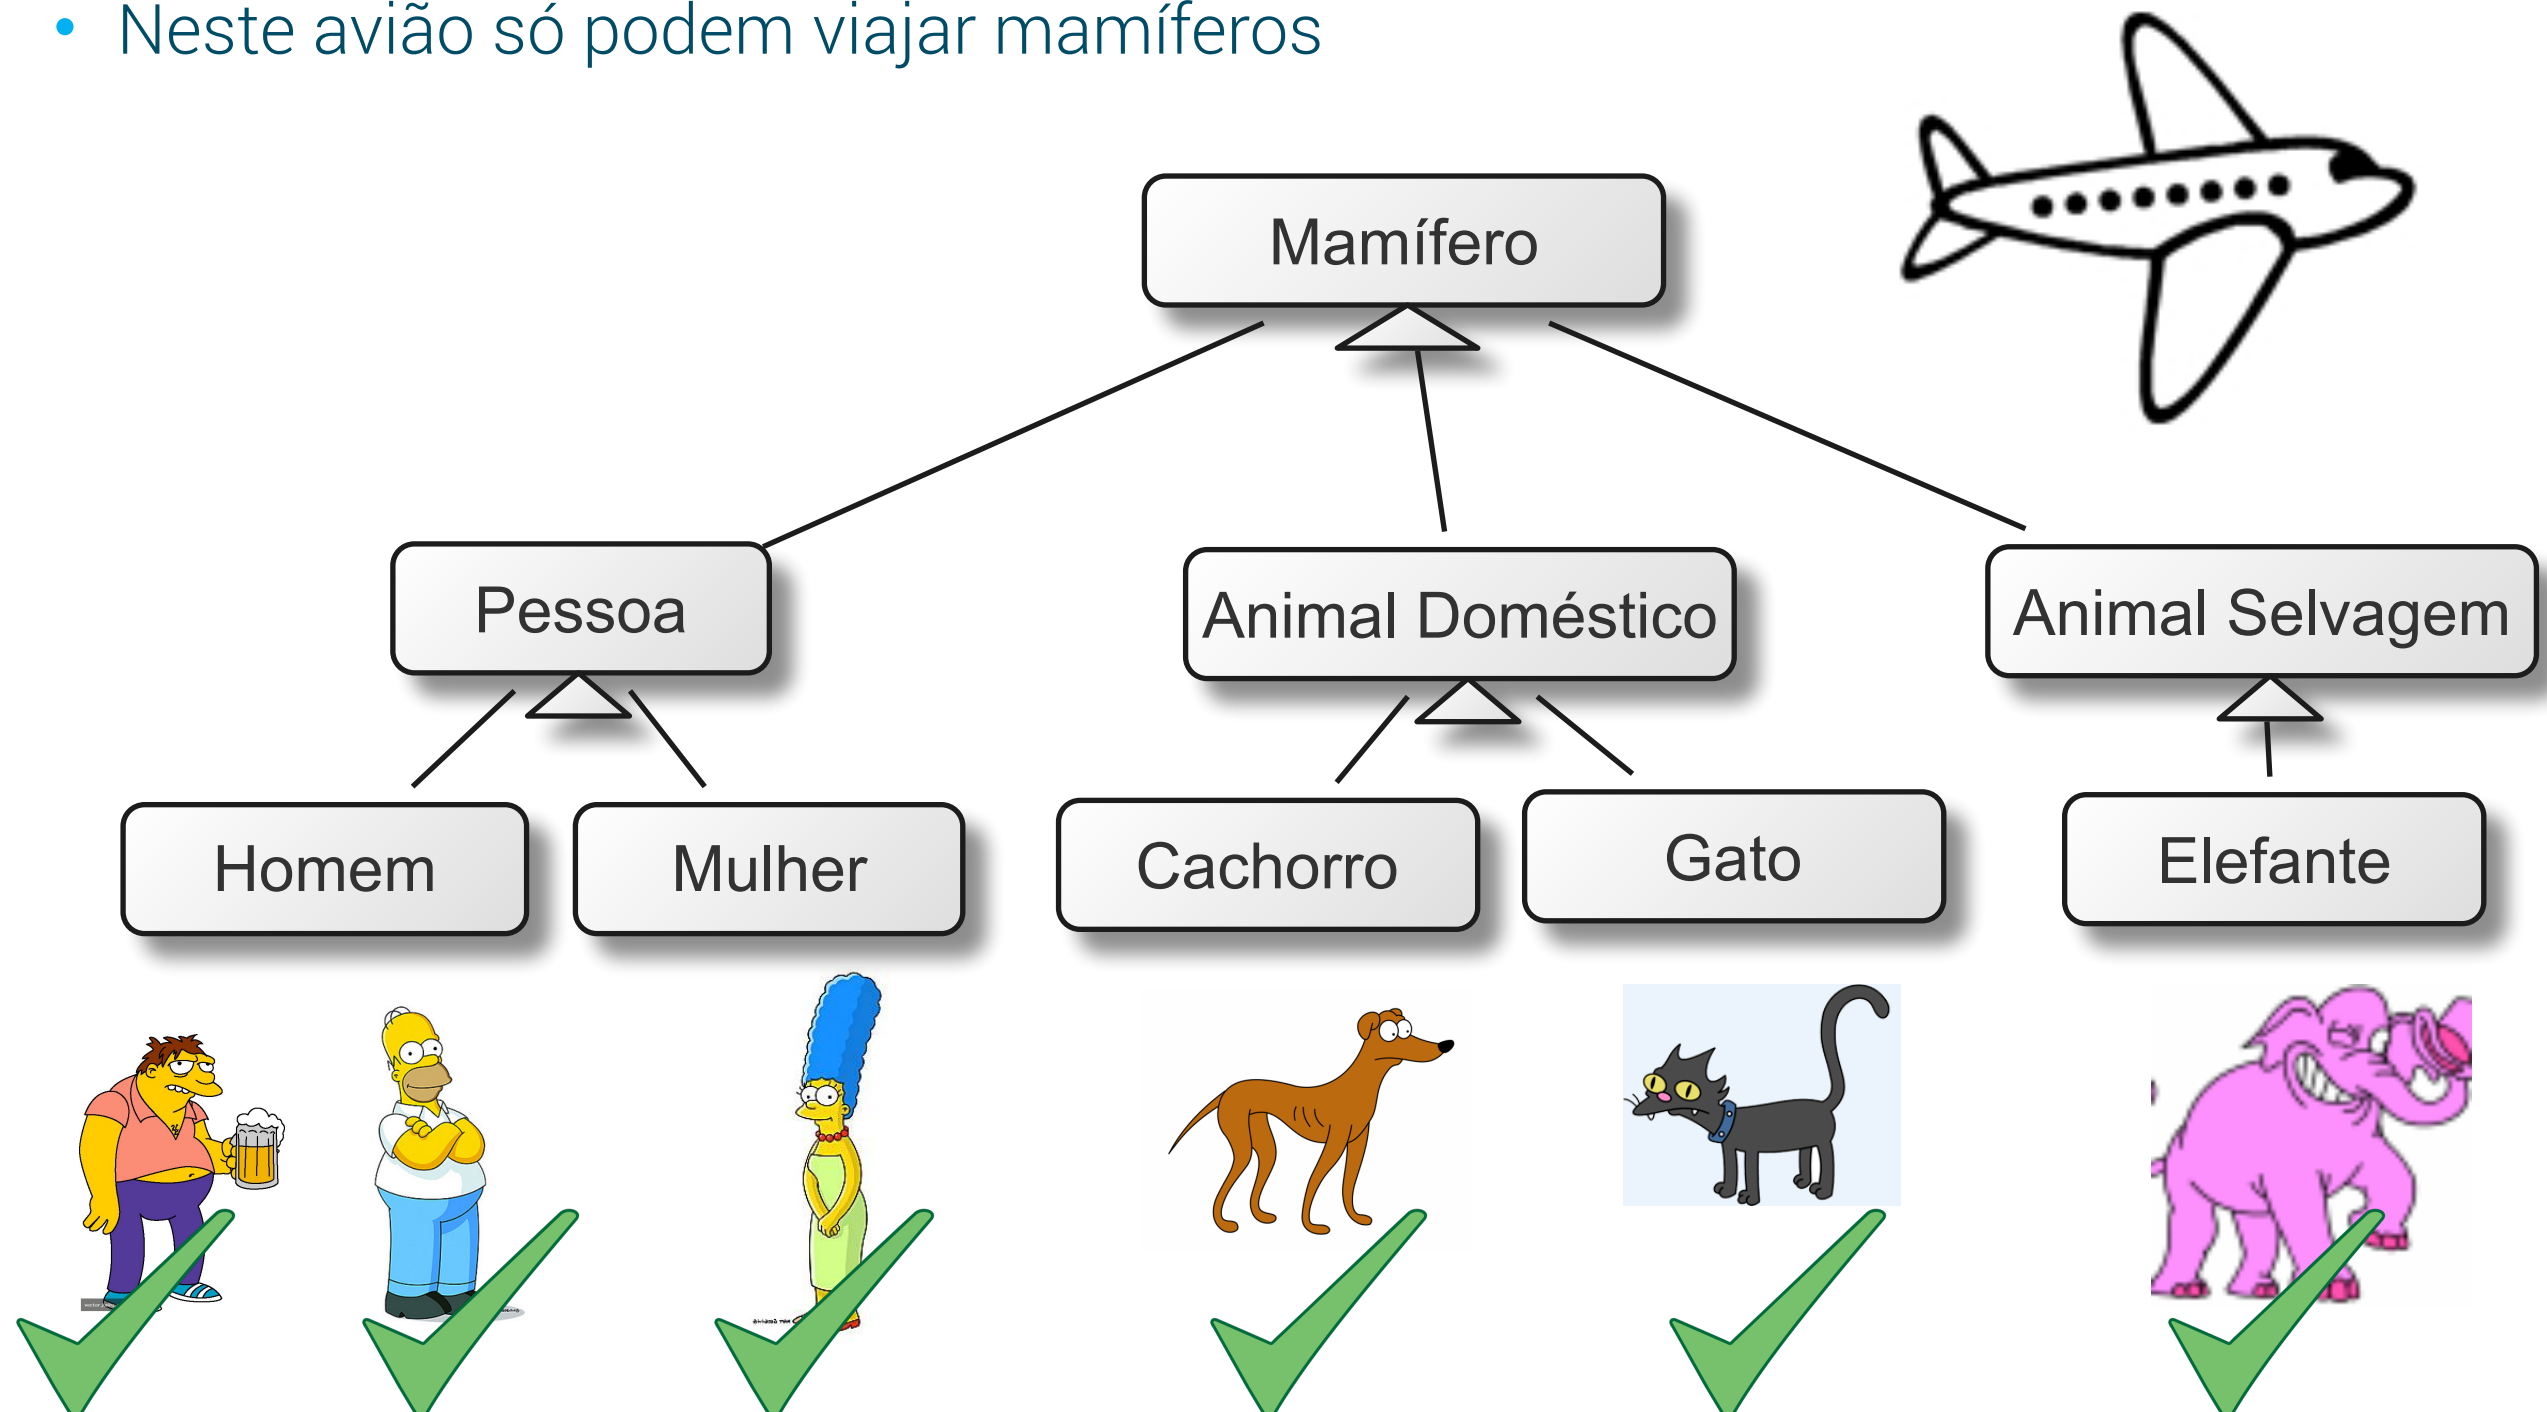 • Neste avião só podem viajar mamíferos
Mamífero
Pessoa
Animal Doméstico
Animal Selvagem
Homem
Mulher
Cachorro
Gato
Elefante